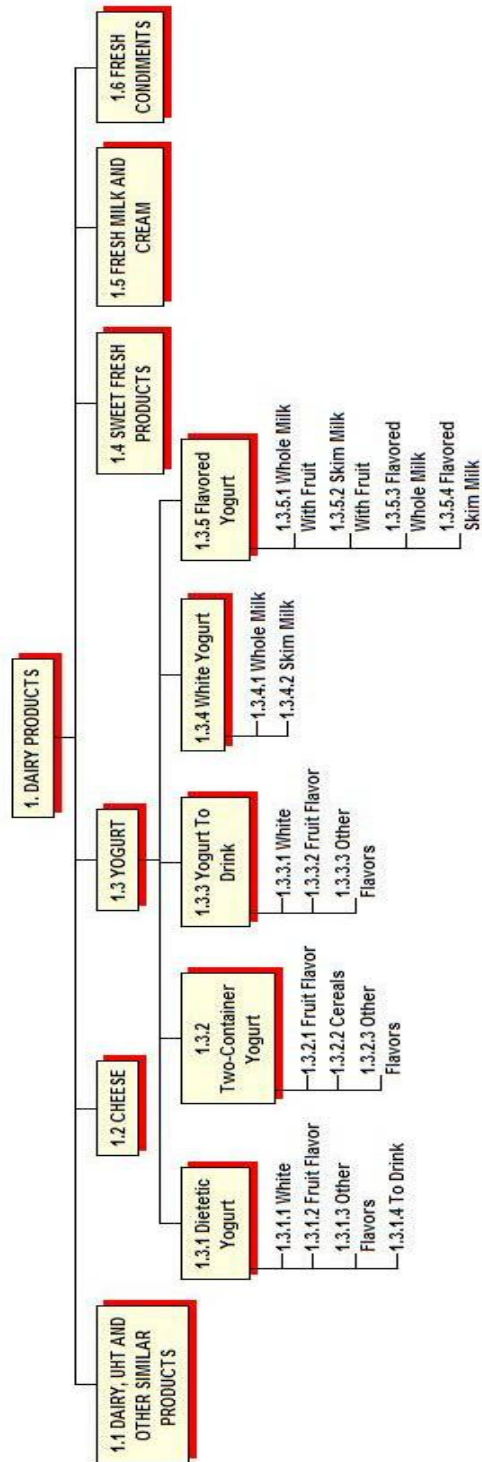 1. DAIRY PRODUCTS
1.1 DAIRY, UHT AND
OTHER SIMILAR
PRODUCTS
1.2 CHEESE
1.3 YOGURT
1.4 SWEET FRESH
PRODUCTS
1.5 FRESH MILK AND
CREAM
1.6 FRESH
CONDIMENTS
1.3.1 Dietetic
Yogurt
1.3.1.1 White
1.3.1.2 Fruit Flavor
1.3.1.3 Other
Flavors
1.3.1.4 To Drink
1.3.2
Two-Container
Yogurt
1.3.2.1 Fruit Flavor
1.3.2.2 Cereals
1.3.2.3 Other
Flavors
1.3.3 Yogurt To
Drink
1.3.3.1 White
1.3.3.2 Fruit Flavor
1.3.3.3 Other
Flavors
1.3.4 White Yogurt
1.3.4.1 Whole Milk
1.3.4.2 Skim Milk
1.3.5 Flavored
Yogurt
1.3.5.1 Whole Milk
With Fruit
1.3.5.2 Skim Milk
With Fruit
1.3.5.3 Flavored
Whole Milk
1.3.5.4 Flavored
Skim Milk